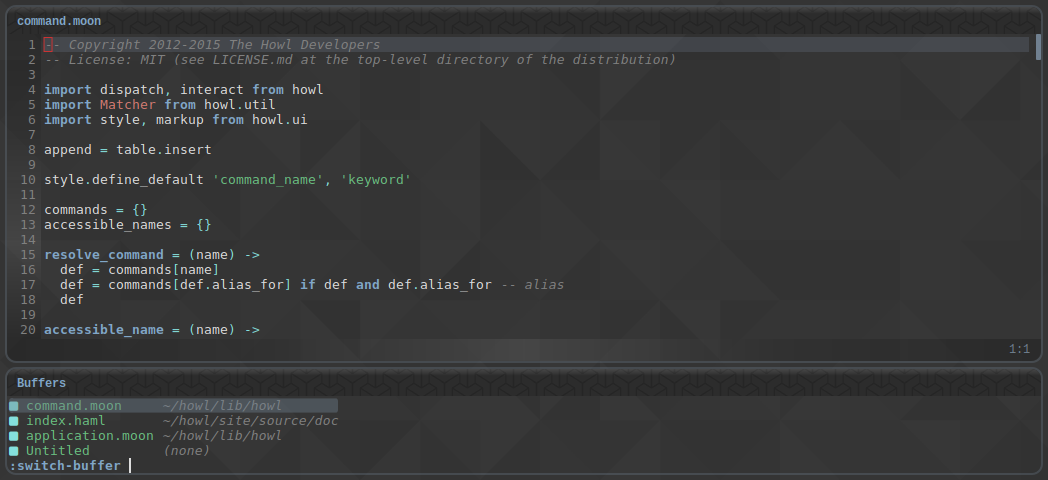 command.moon
1 -- Copyright 2012-2015 The Howl Developers
2 -- License: MIT (see LICENSE.md at the top-level directory of the distribution)
3
4 import dispatch, interact from howl
5 import Matcher from howl.util
6 import style, markup from howl.ui
7
8 append = table.insert
9
10 style.define_default 'command_name', 'keyword'
11
12 commands = {}
13 accessible_names = {}
14
15 resolve_command = (name) ->
16   def = commands[name]
17   def = commands[def.alias_for] if def and def.alias_for -- alias
18   def
19
20 accessible_name = (name) ->
1:1
Buffers
command.moon ~/howl/lib/howl
index.haml ~/howl/site/source/doc
application.moon ~/howl/lib/howl
Untitled (none)
:switch-buffer